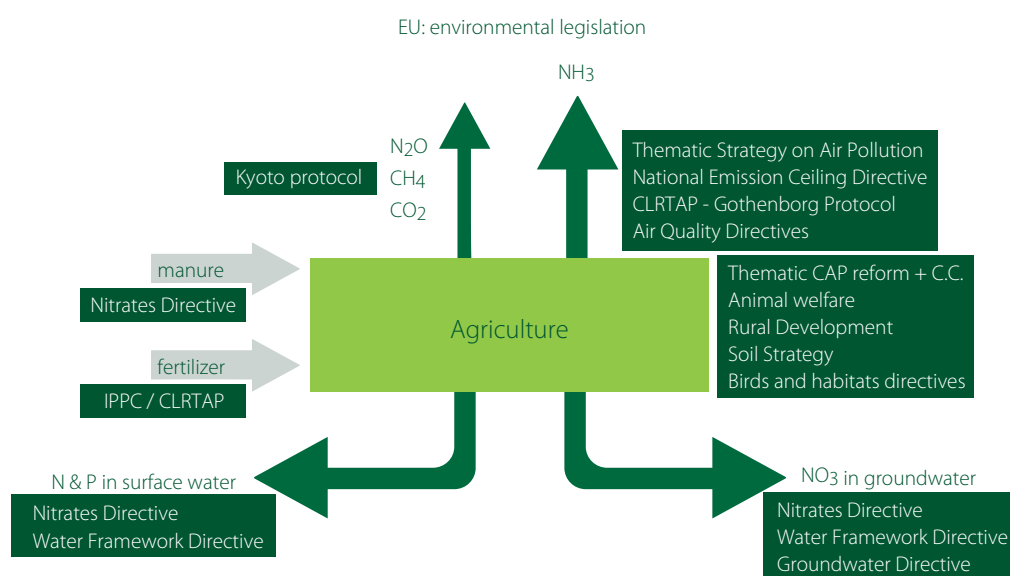 EU: environmental legislation
NH3
N2O
CH4
CO2
Kyoto protocol
Thematic Strategy on Air Pollution
National Emission Ceiling Directive
CLRTAP - Gothenborg Protocol
Air Quality Directives
manure
Nitrates Directive
fertilizer
IPPC / CLRTAP
Agriculture
Thematic CAP reform + C.C.
Animal welfare
Rural Development
Soil Strategy
Birds and habitats directives
N & P in surface water
Nitrates Directive
Water Framework Directive
NO3 in groundwater
Nitrates Directive
Water Framework Directive
Groundwater Directive